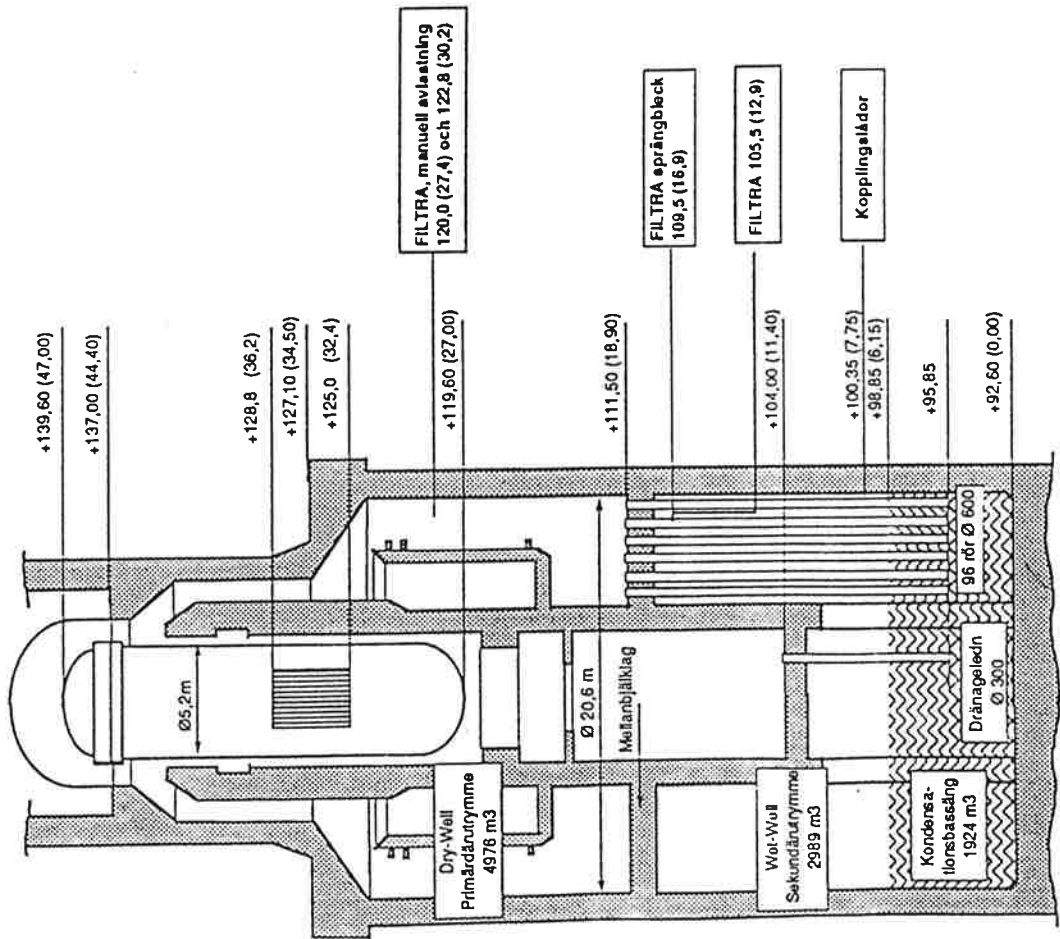 +139,60 (47,00)
+137,00 (44,40)
+128,8 (36,2)
+127,10 (34,50)
+125,0 (32,4)
FILTRA, manuell avlastning
120,0 (27,4) och 122,8 (30,2)
+119,60 (27,00)
+111,50 (18,90)
FILTRA sprängbleck
109,5 (16,9)
FILTRA 105,5 (12,9)
+104,00 (11,40)
Kopplingslådor
+100,35 (7,75)
+98,85 (6,15)
+95,85
+92,60 (0,00)
Ø5,2m
Ø 20,6 m
Mellanbjälklag
Dry-Well
Primärdärutrymme
4976 m3
Wet-Well
Sekundärutrymme
2989 m3
96 rör Ø 600
Dränageledn
Ø 300
Kondensa-
tionsbassäng
1924 m3